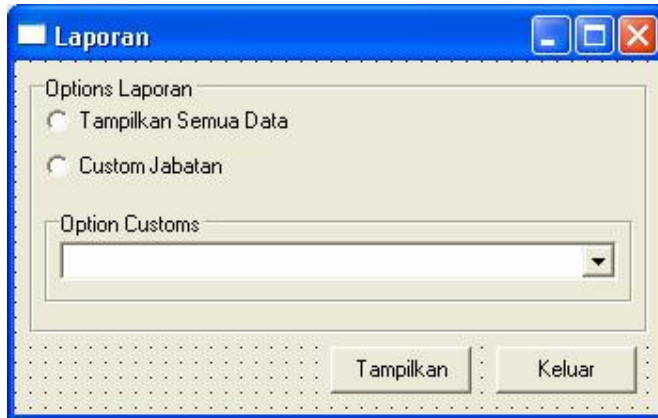 Laporan
Options Laporan
Tampilkan Semua Data
Custom Jabatan
Option Customs
Tampilkan
Keluar